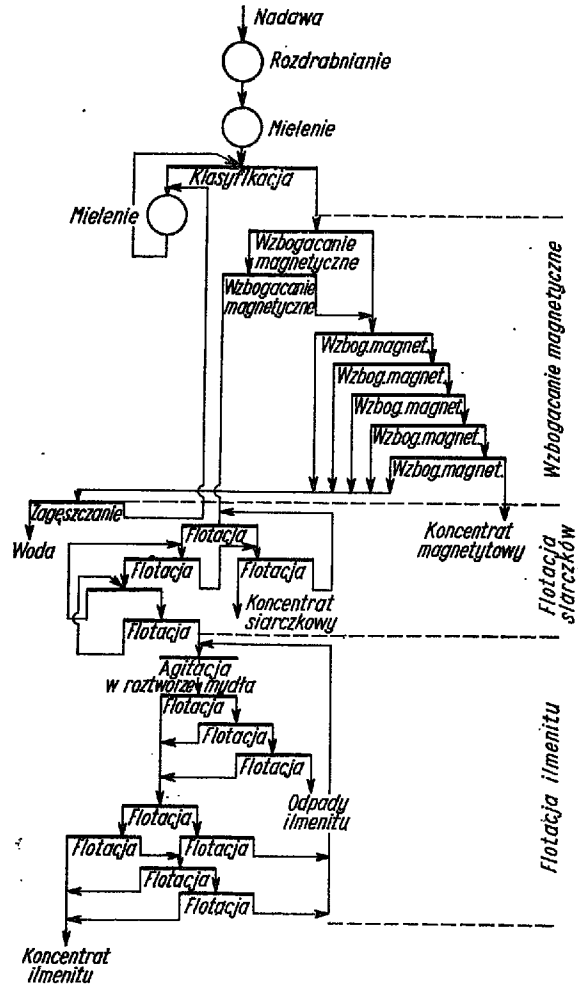 Nadawa
Rozdrabnianie
Mielenie
Klasyfikacja
Mielenie
Wzbogacanie
magnetyczne
Wzbogacanie
magnetyczne
Wzbog.magnet.
Wzbog.magnet.
Wzbog.magnet.
Wzbog.magnet.
Wzbog.magnet.
Wzbogacanie magnetyczne
Zagęszczanie
Woda
Koncentrat
magnetytowy
Flotacja
Flotacja
Flotacja
Koncentrat
siarczkowy
Flotacja
Flotacja
siarczków
Agitacja
w roztworze mydła
Flotacja
Flotacja
Flotacja
Odpady
ilmenitu
Flotacja
Flotacja
Flotacja
Flotacja
Flotacja
Flotacja ilmenitu
Koncentrat
ilmenitu